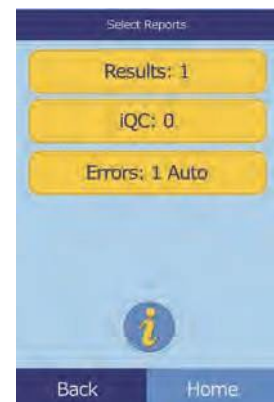 Select Reports
Results: 1
iQC: 0
Errors: 1 Auto
i
Back Home